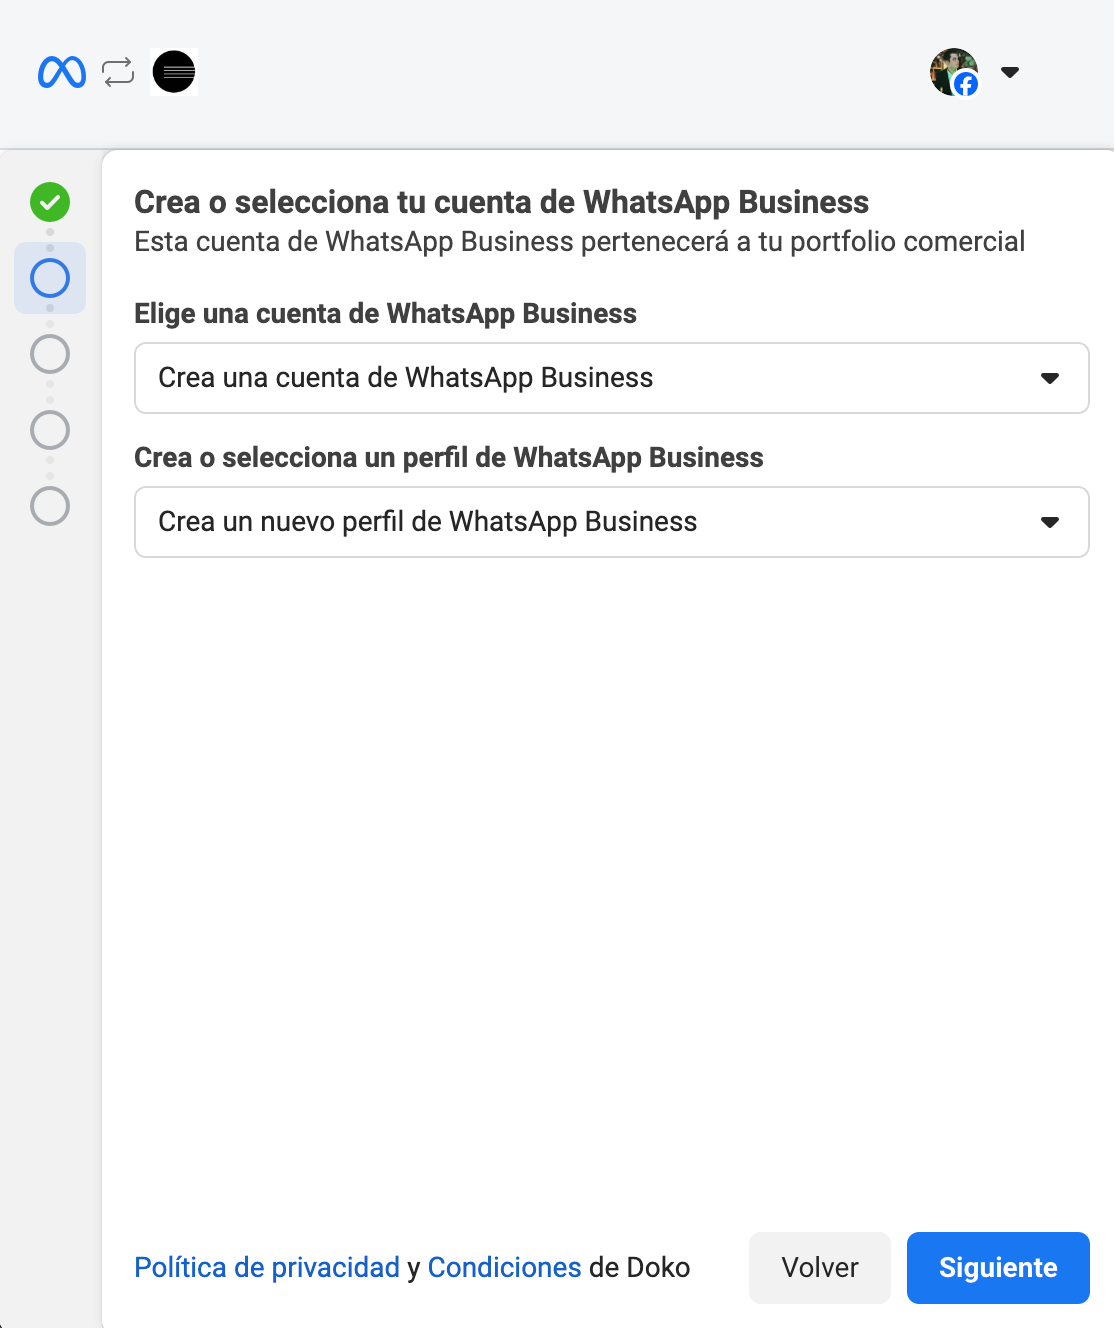 Crea o selecciona tu cuenta de WhatsApp Business
Esta cuenta de WhatsApp Business pertenecerá a tu portfolio comercial
Elige una cuenta de WhatsApp Business
Crea una cuenta de WhatsApp Business
Crea o selecciona un perfil de WhatsApp Business
Crea un nuevo perfil de WhatsApp Business
Política de privacidad y Condiciones de Doko
Volver
Siguiente